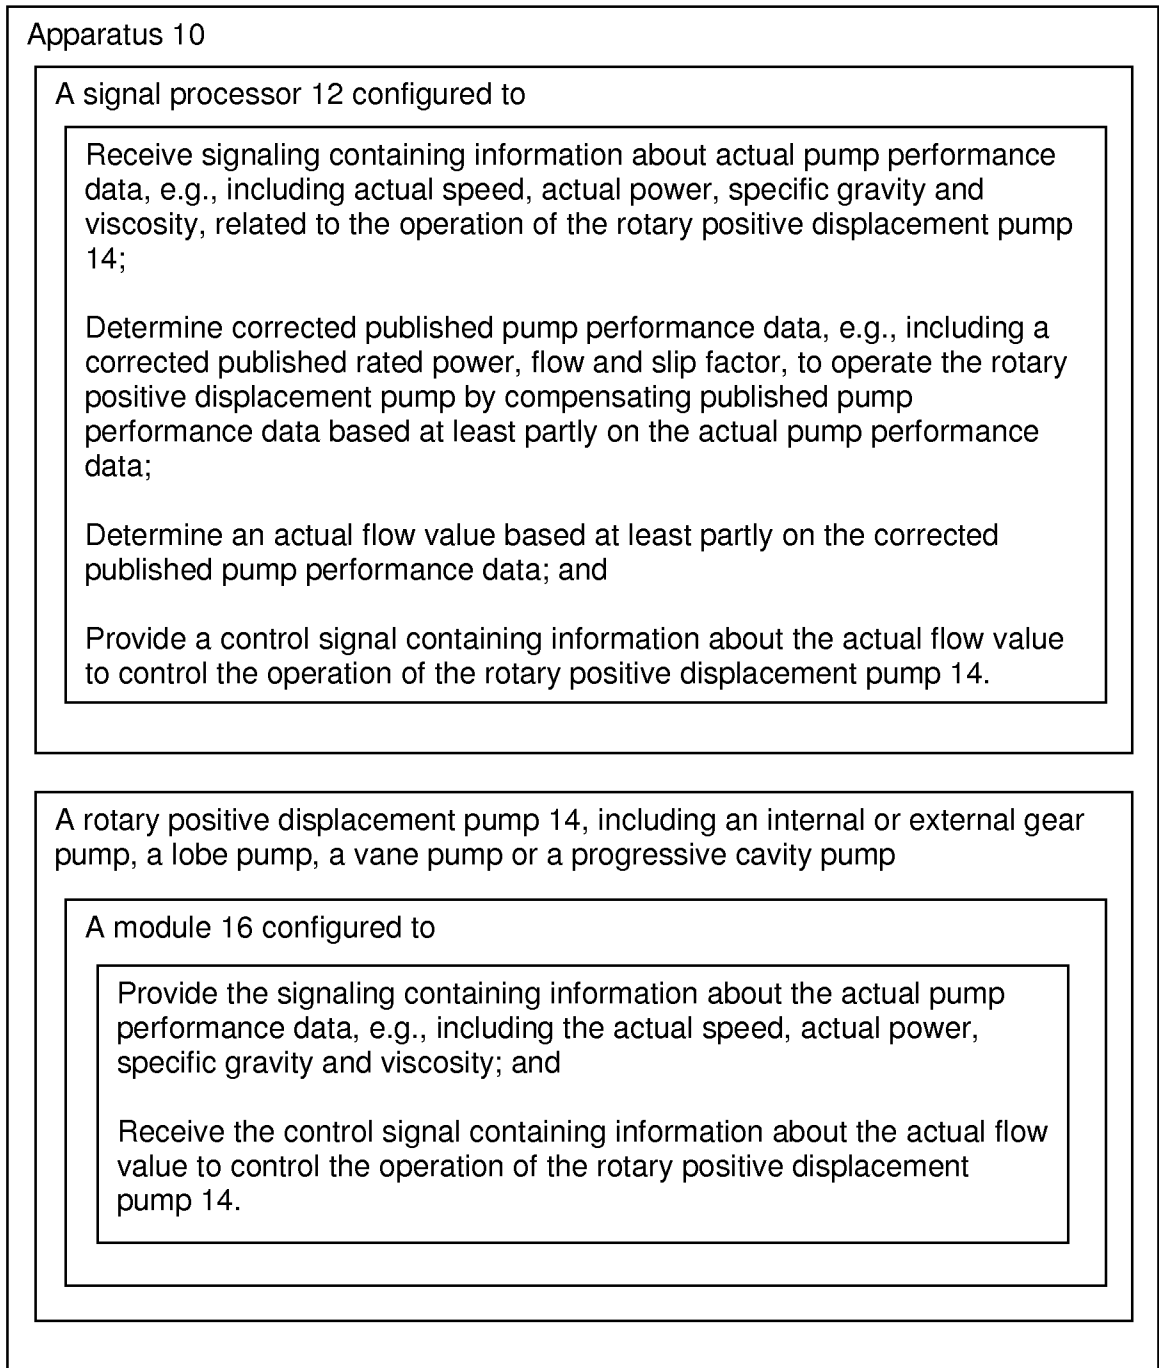 Apparatus 10
A signal processor 12 configured to
Receive signaling containing information about actual pump performance
data, e.g., including actual speed, actual power, specific gravity and
viscosity, related to the operation of the rotary positive displacement pump
14;
Determine corrected published pump performance data, e.g., including a
corrected published rated power, flow and slip factor, to operate the rotary
positive displacement pump by compensating published pump
performance data based at least partly on the actual pump performance
data;
Determine an actual flow value based at least partly on the corrected
published pump performance data; and
Provide a control signal containing information about the actual flow value
to control the operation of the rotary positive displacement pump 14.
A rotary positive displacement pump 14, including an internal or external gear
pump, a lobe pump, a vane pump or a progressive cavity pump
A module 16 configured to
Provide the signaling containing information about the actual pump
performance data, e.g., including the actual speed, actual power,
specific gravity and viscosity; and
Receive the control signal containing information about the actual flow
value to control the operation of the rotary positive displacement
pump 14.